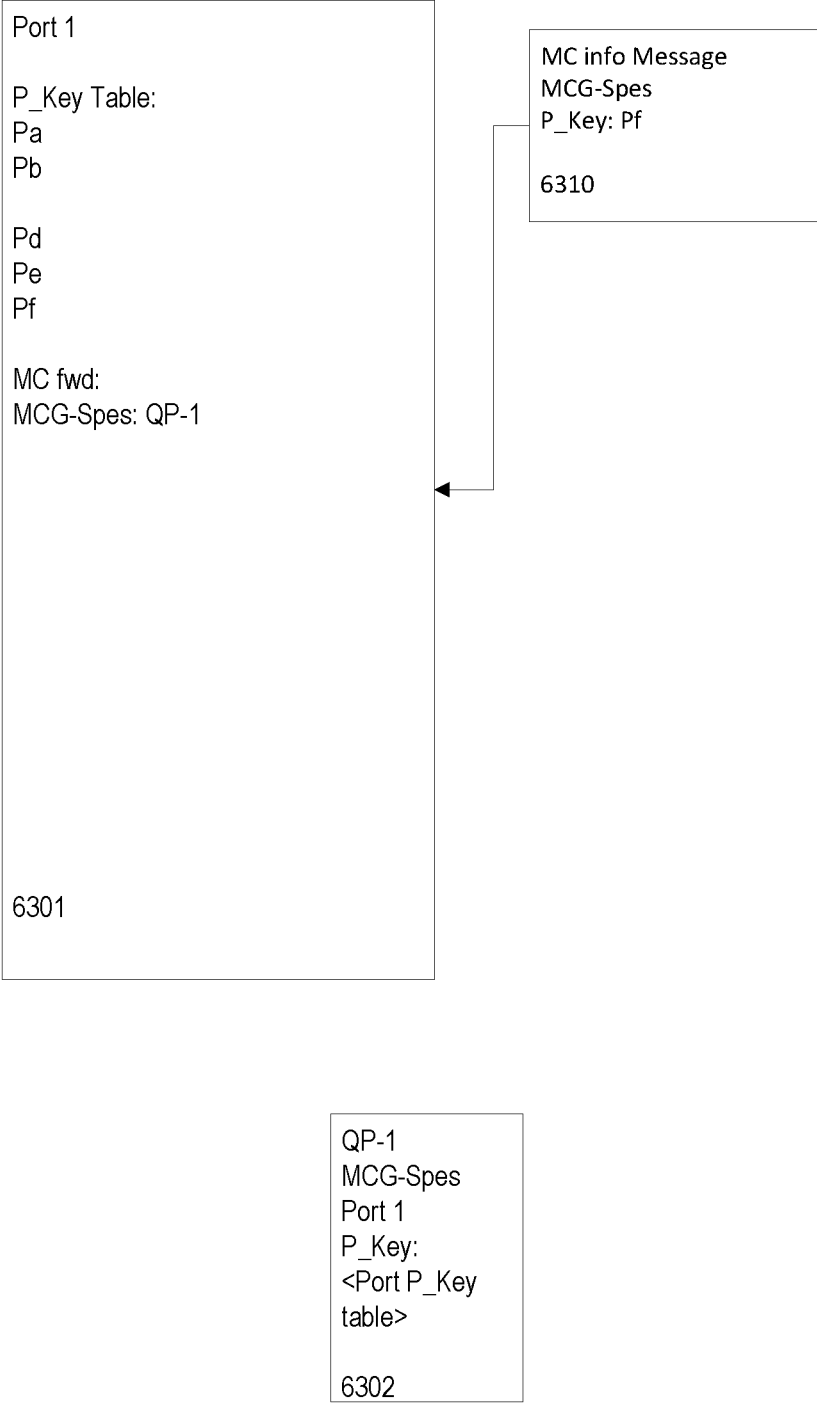 Port 1
P_Key Table:
Pa
Pb
Pd
Pe
Pf
MC fwd:
MCG-Spes: QP-1
6301
MC info Message
MCG-Spes
P_Key: Pf
6310
QP-1
MCG-Spes
Port 1
P_Key:
<Port P_Key
table>
6302